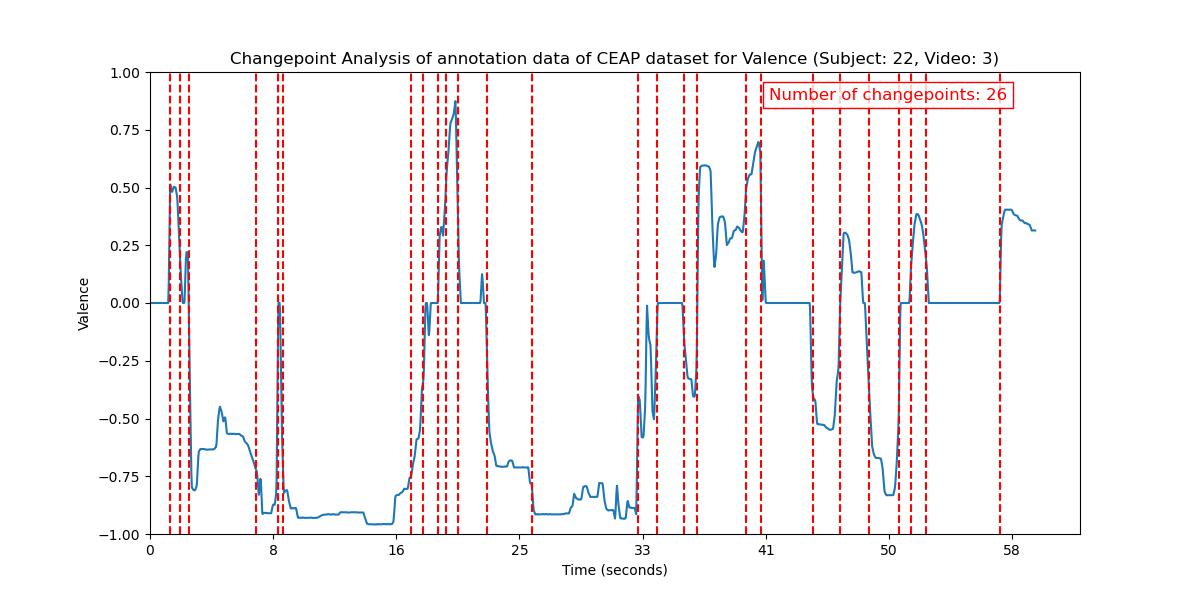 Changepoint Analysis of annotation data of CEAP dataset for Valence (Subject: 22, Video: 3)
Number of changepoints: 26
Valence
1.00
0.75
0.50
0.25
0.00
−0.25
−0.50
−0.75
−1.00
0 8 16 25 33 41 50 58
Time (seconds)